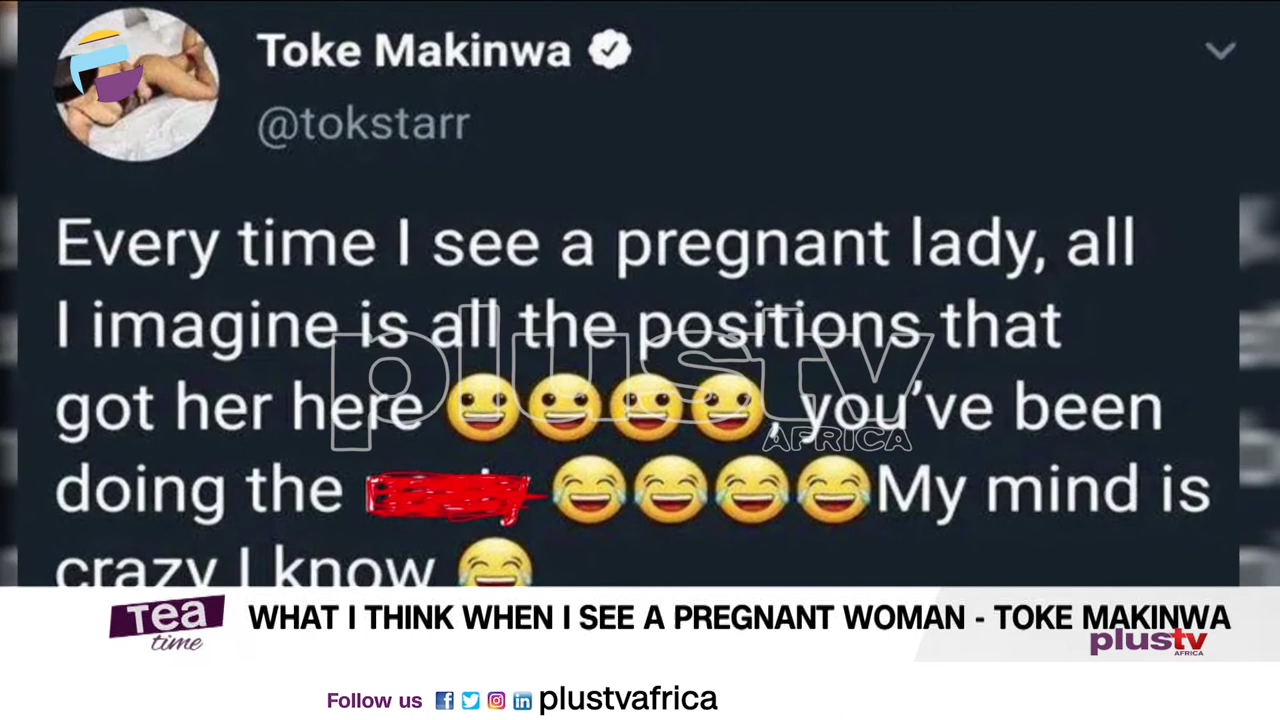 Toke Makinwa
@tokstarr
Every time I see a pregnant lady, all
I imagine is all the positions that
got her here 😀😀😀😀, you’ve been
doing the 😂😂😂😂My mind is
crazy I know 😂
plustv
AFRICA
Tea
time
WHAT I THINK WHEN I SEE A PREGNANT WOMAN - TOKE MAKINWA
plustv
AFRICA
Follow us plustvafrica